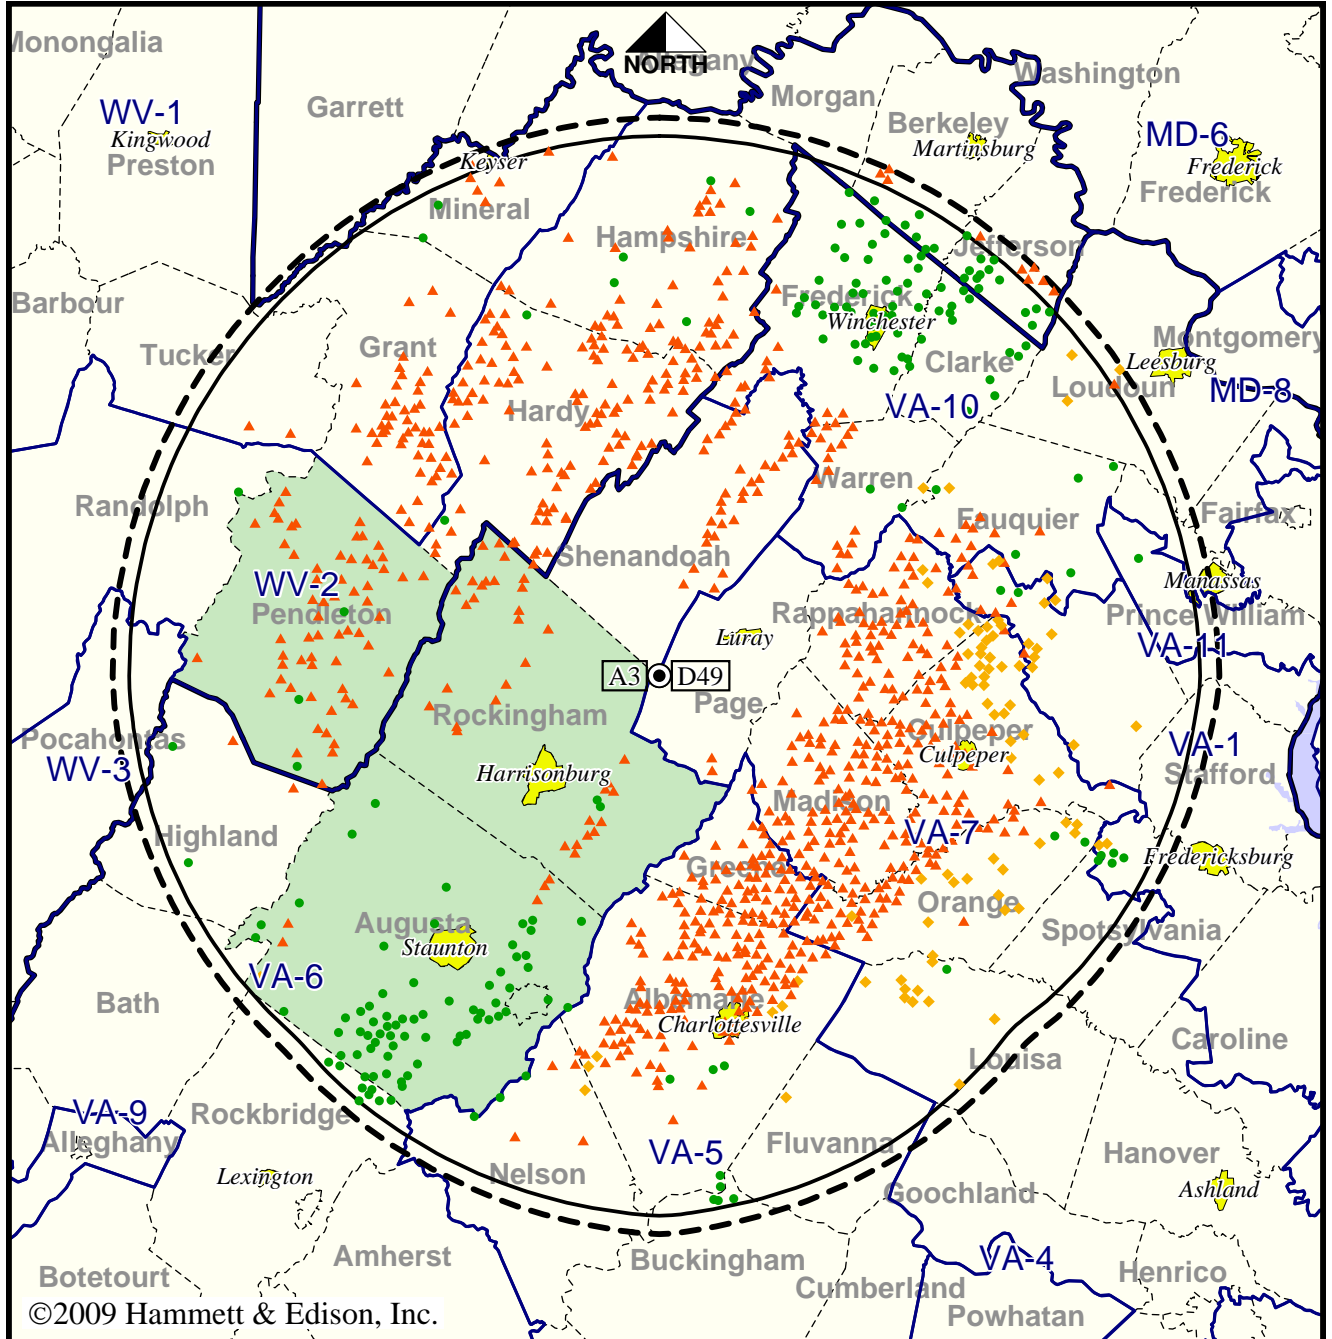 Monongalia
Allegany
NORTH
Washington
Garrett
Morgan
WV-1
Kingwood
Preston
Berkeley
Martinsburg
MD-6
Frederick
Frederick
Keyser
Mineral
Hampshire
Jefferson
Barbour
Frederick
Winchester
Tucker
Grant
Clarke
Montgomery
Leesburg
Loudoun
MD-8
Hardy
VA-10
Randolph
Warren
Fauquier
Fairfax
Shenandoah
WV-2
Pendleton
Manassas
Rappahannock
Prince William
Luray
VA-11
A3
D49
Page
Rockingham
Pocahontas
WV-3
Culpeper
Culpeper
VA-1
Stafford
Harrisonburg
Madison
Highland
VA-7
Greene
Fredericksburg
Orange
Augusta
Staunton
Spotsylvania
VA-6
Bath
Albemarle
Charlottesville
Caroline
Louisa
VA-9
Alleghany
Rockbridge
VA-5
Fluvanna
Hanover
Lexington
Nelson
Goochland
Ashland
Amherst
Buckingham
VA-4
Botetourt
Cumberland
Henrico
Powhatan
©2009 Hammett & Edison, Inc.